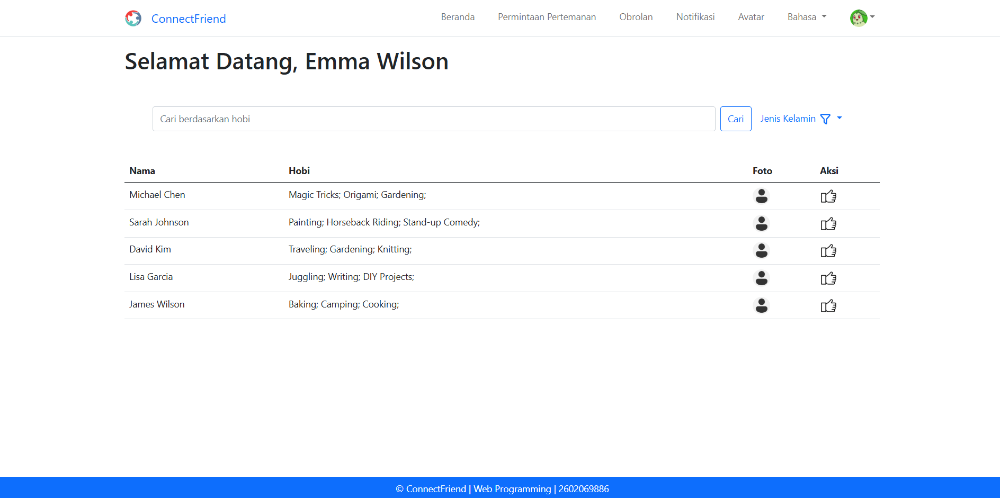 ConnectFriend Beranda Permintaan Pertemanan Obrolan Notifikasi Avatar Bahasa
Selamat Datang, Emma Wilson
Cari berdasarkan hobi Cari Jenis Kelamin
Nama Hobi Foto Aksi
Michael Chen Magic Tricks; Origami; Gardening;
Sarah Johnson Painting; Horseback Riding; Stand-up Comedy;
David Kim Traveling; Gardening; Knitting;
Lisa Garcia Juggling; Writing; DIY Projects;
James Wilson Baking; Camping; Cooking;
© ConnectFriend | Web Programming | 2602069886